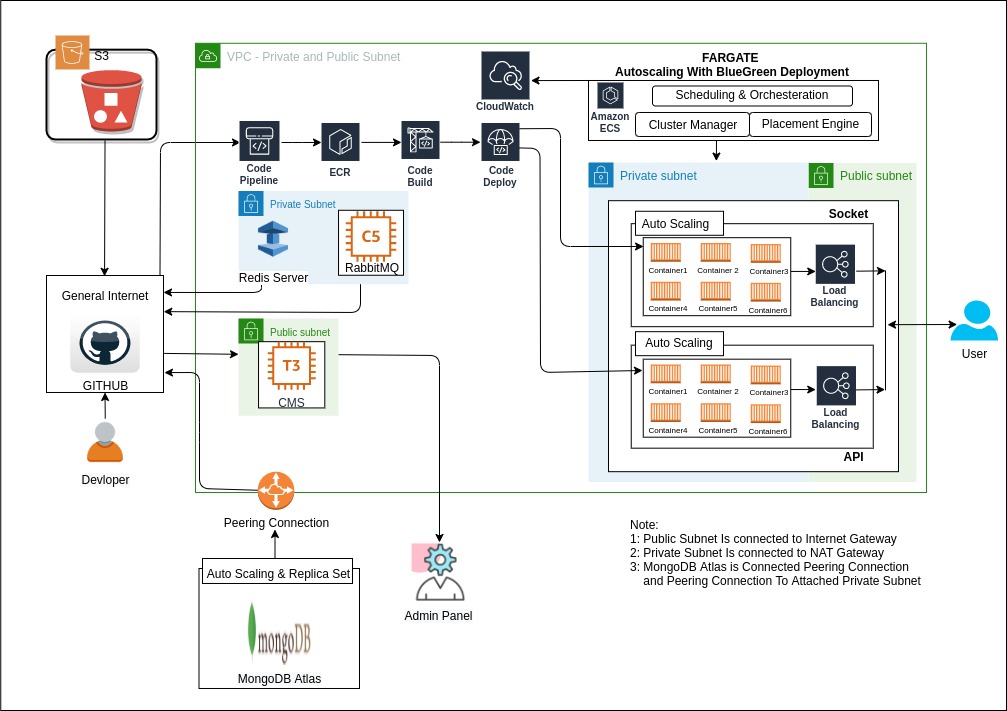 S3
VPC - Private and Public Subnet
FARGATE
Autoscaling With BlueGreen Deployment
CloudWatch
Amazon
ECS
Scheduling & Orchesteration
Cluster Manager
Placement Engine
Code
Pipeline
ECR
Code
Build
Code
Deploy
Private subnet
Public subnet
Private Subnet
Redis Server
C5
RabbitMQ
Socket
Auto Scaling
Container1
Container 2
Container3
Container4
Container5
Container6
Load
Balancing
General Internet
GITHUB
Public subnet
T3
CMS
User
Auto Scaling
Container1
Container 2
Container3
Container4
Container5
Container6
Load
Balancing
API
Devloper
Peering Connection
Auto Scaling & Replica Set
mongoDB
MongoDB Atlas
Admin Panel
Note:
1: Public Subnet Is connected to Internet Gateway
2: Private Subnet Is connected to NAT Gateway
3: MongoDB Atlas is Connected Peering Connection
and Peering Connection To Attached Private Subnet